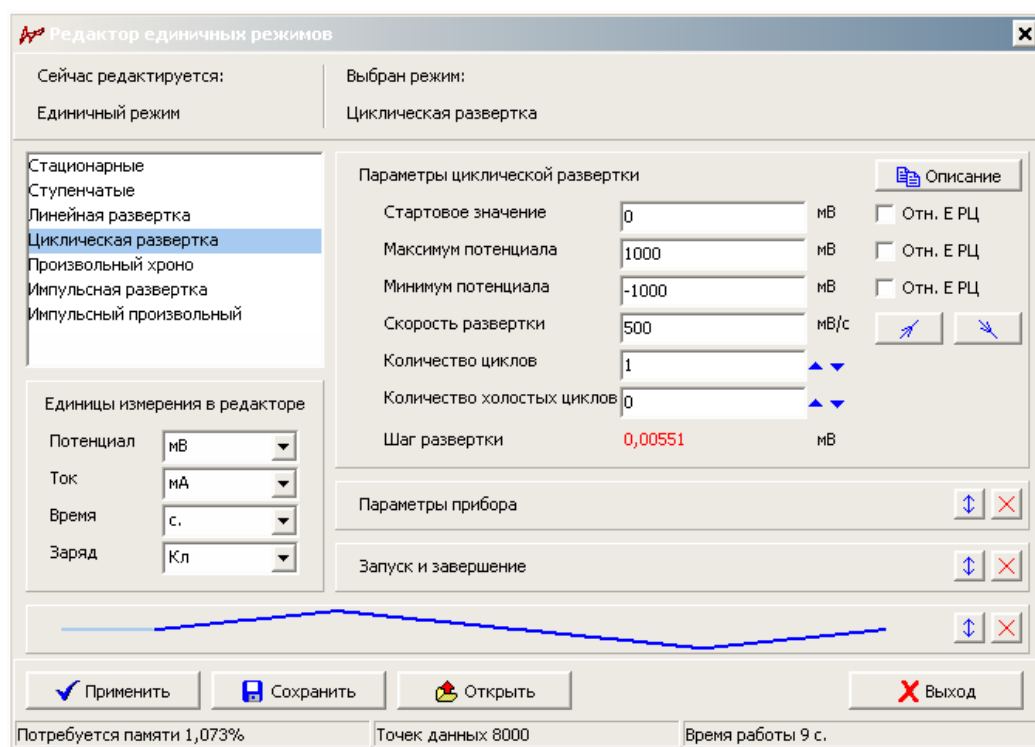 Редактор единичных режимов
Сейчас редактируется:
Выбран режим:
Единичный режим
Циклическая развертка
Стационарные
Ступенчатые
Линейная развертка
Циклическая развертка
Произвольный хроно
Импульсная развертка
Импульсный произвольный
Единицы измерения в редакторе
Потенциал мВ
Ток мА
Время с.
Заряд Кл
Параметры циклической развертки Описание
Стартовое значение 0 мВ Отн. Е РЦ
Максимум потенциала 1000 мВ Отн. Е РЦ
Минимум потенциала -1000 мВ Отн. Е РЦ
Скорость развертки 500 мВ/с
Количество циклов 1
Количество холостых циклов 0
Шаг развертки 0,00551 мВ
Параметры прибора
Запуск и завершение
Применить Сохранить Открыть Выход
Потребуется памяти 1,073% Точек данных 8000 Время работы 9 с.